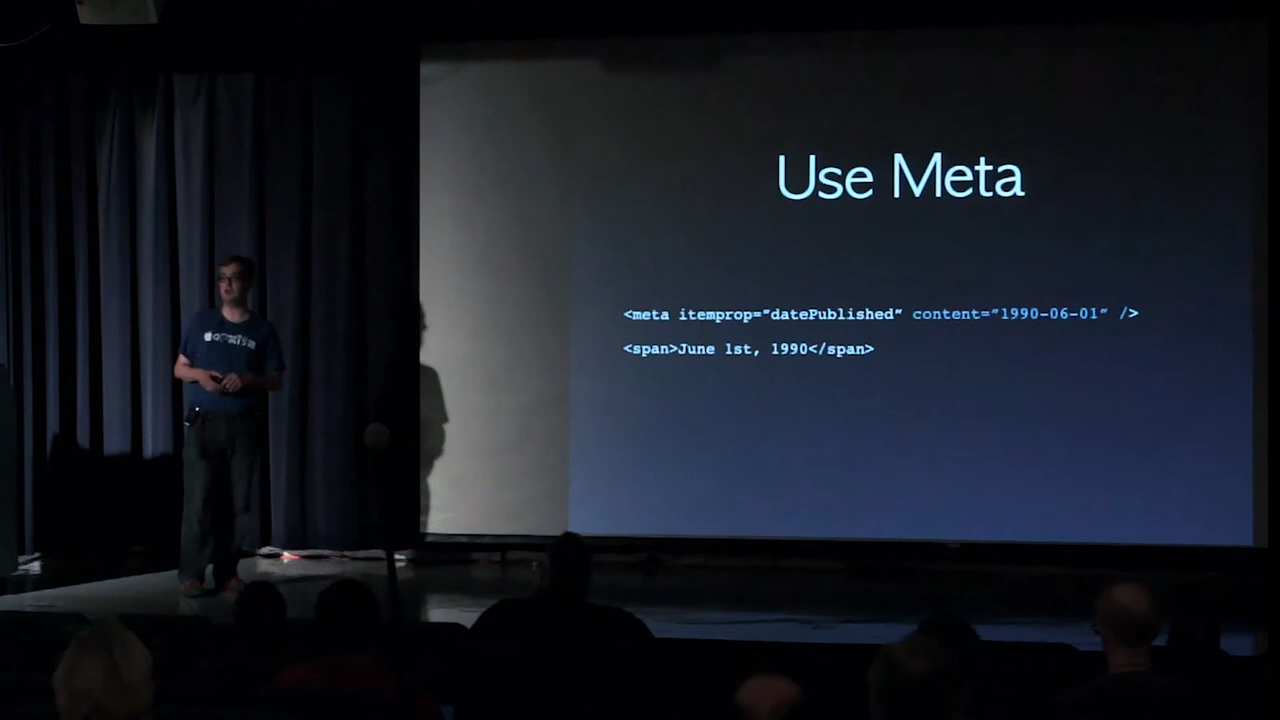 Use Meta
<meta itemprop="datePublished" content="1990-06-01" />
<span>June 1st, 1990</span>